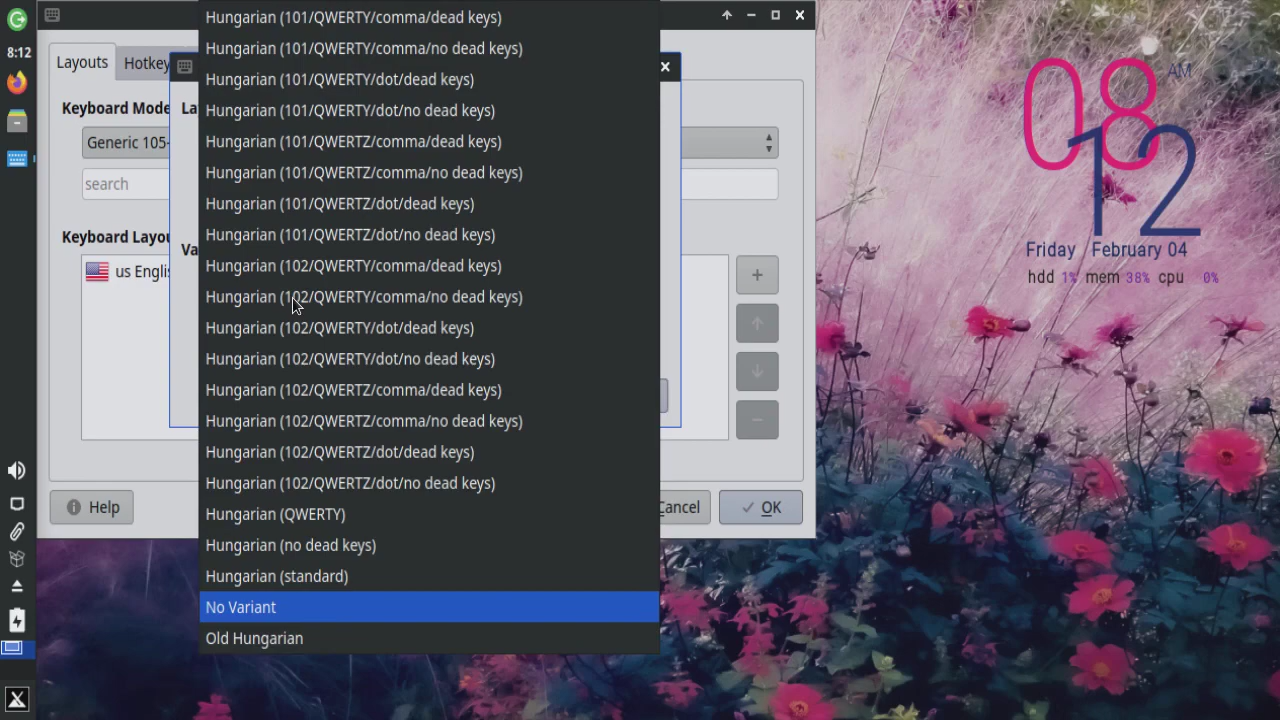 8:12
Layouts
Hotkey
Keyboard Mode
Generic 105-
search
Keyboard Layou
us Englis
Help
La
Va
Hungarian (101/QWERTY/comma/dead keys)
Hungarian (101/QWERTY/comma/no dead keys)
Hungarian (101/QWERTY/dot/dead keys)
Hungarian (101/QWERTY/dot/no dead keys)
Hungarian (101/QWERTZ/comma/dead keys)
Hungarian (101/QWERTZ/comma/no dead keys)
Hungarian (101/QWERTZ/dot/dead keys)
Hungarian (101/QWERTZ/dot/no dead keys)
Hungarian (102/QWERTY/comma/dead keys)
Hungarian (102/QWERTY/comma/no dead keys)
Hungarian (102/QWERTY/dot/dead keys)
Hungarian (102/QWERTY/dot/no dead keys)
Hungarian (102/QWERTZ/comma/dead keys)
Hungarian (102/QWERTZ/comma/no dead keys)
Hungarian (102/QWERTZ/dot/dead keys)
Hungarian (102/QWERTZ/dot/no dead keys)
Hungarian (QWERTY)
Hungarian (no dead keys)
Hungarian (standard)
No Variant
Old Hungarian
Cancel
OK
08 AM
12
Friday February 04
hdd 1% mem 38% cpu 0%